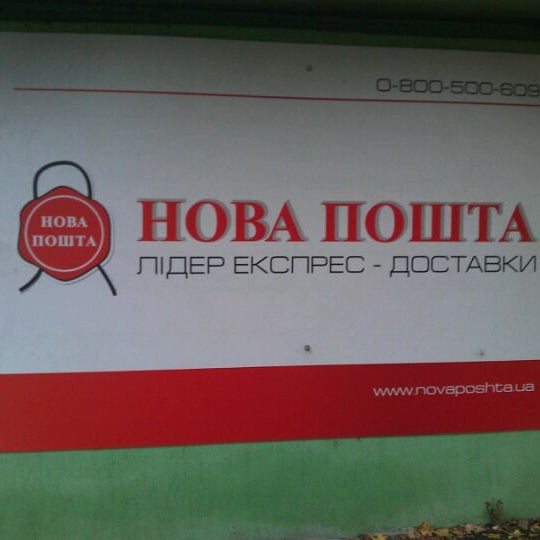 0-800-500-609
НОВА
ПОШТА
НОВА ПОШТА
ЛІДЕР ЕКСПРЕС - ДОСТАВКИ
www.novaposhta.ua